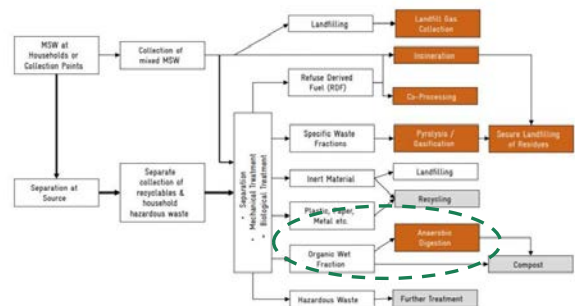 Landfilling
Landfill Gas
Collection
MSW at
Households or
Collection Points
Collection of
mixed MSW
Incineration
Refuse Derived
Fuel (RDF)
Co-Processing
Specific Waste
Fractions
Pyrolysis /
Gasification
Secure Landfilling
of Residues
Separation at
Source
Separate
collection of
recyclables &
household
hazardous waste
• Separation
• Mechanical Treatment
• Biological Treatment
Inert Material
Landfilling
Recycling
Plastic, Paper,
Metal etc.
Organic Wet
Fraction
Anaerobic
Digestion
Compost
Hazardous Waste
Further Treatment